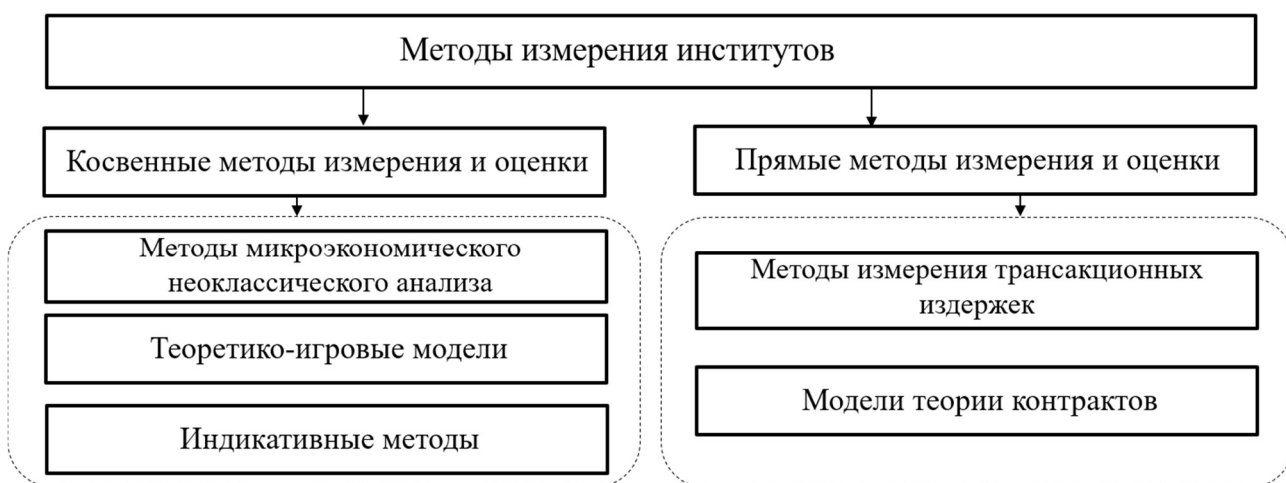 Методы измерения институтов
Косвенные методы измерения и оценки
Прямые методы измерения и оценки
Методы микроэкономического
неоклассического анализа
Теоретико-игровые модели
Индикативные методы
Методы измерения трансакционных
издержек
Модели теории контрактов